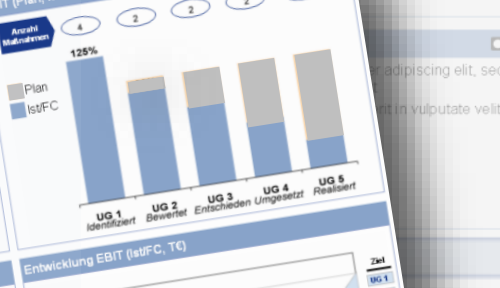 IT (Plan,
Anzahl
Maßnahmen
4
2
2
2
125%
Plan
Ist/FC
UG 1
Identifiziert
UG 2
Bewertet
UG 3
Entschieden
UG 4
Umgesetzt
UG 5
Realisiert
Entwicklung EBIT (Ist/FC, T€)
Ziel
UG 1
adipiscing elit, sed
in vulputate velit